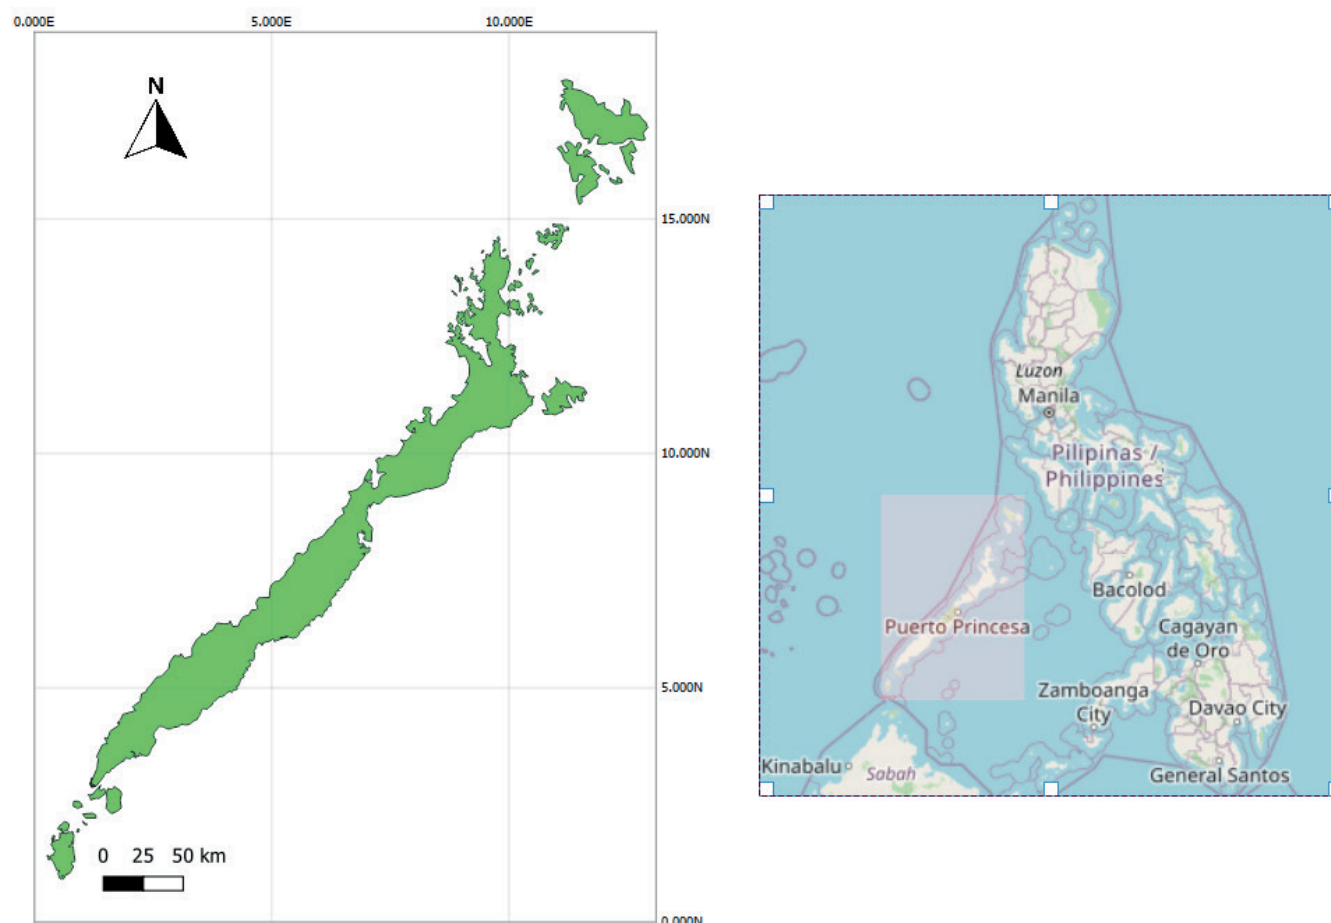 0.000E 5.000E 10.000E
N
15.000N
10.000N
5.000N
0.000N
0 25 50 km
Luzon
Manila
Pilipinas /
Philippines
Bacolod
Puerto Princesa
Cagayan
de Oro
Zamboanga
City
Davao City
Kinabalu
Sabah
General Santos